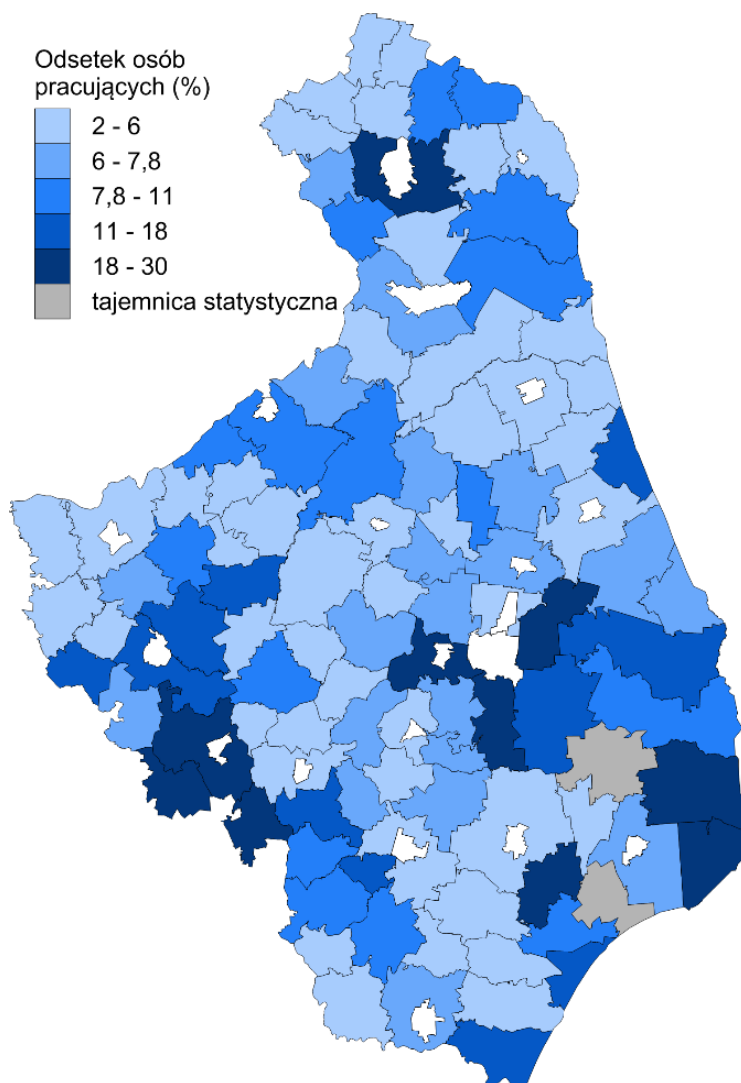 Odsetek osób
pracujących (%)
2 - 6
6 - 7,8
7,8 - 11
11 - 18
18 - 30
tajemnica statystyczna